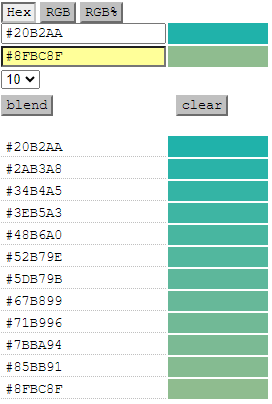 Hex RGB RGB%
#20B2AA
#8FBC8F
10
blend clear
#20B2AA
#2AB3A8
#34B4A5
#3EB5A3
#48B6A0
#52B79E
#5DB79B
#67B899
#71B996
#7BBA94
#85BB91
#8FBC8F